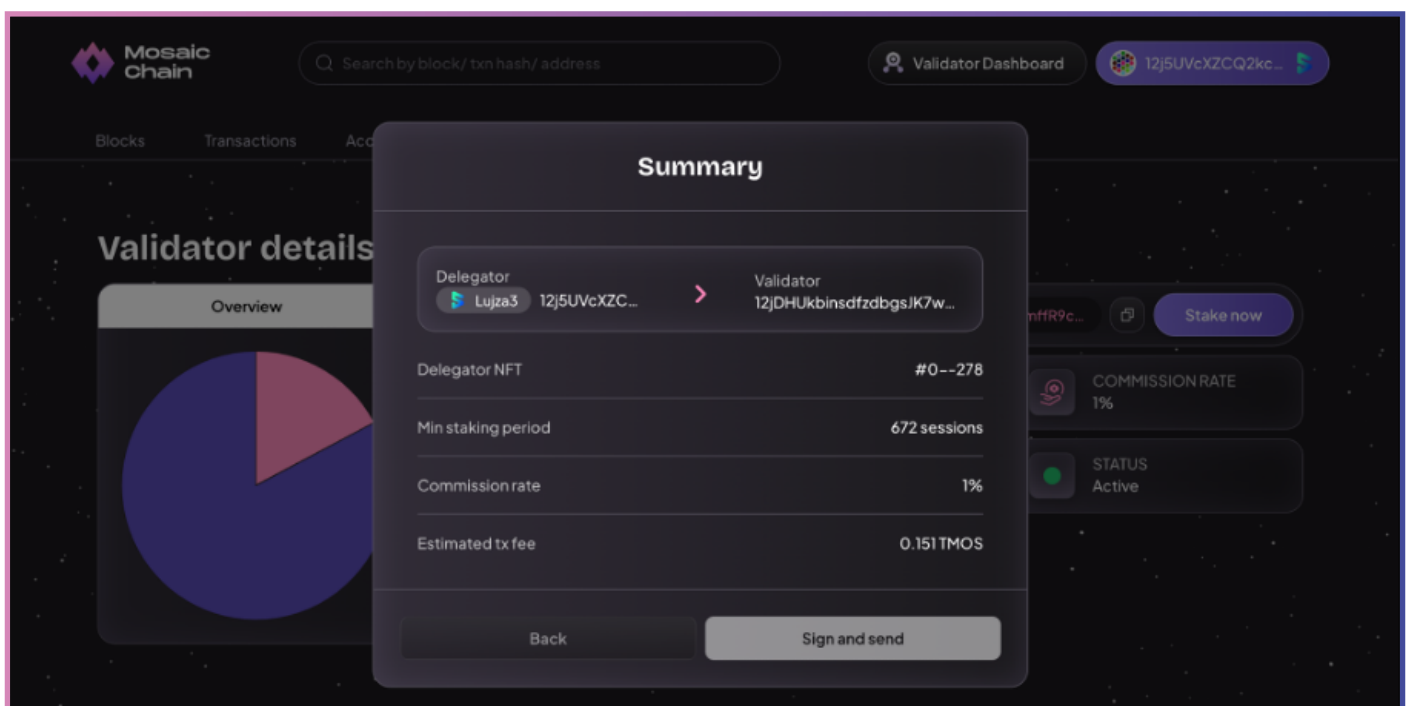 Mosaic
Chain
Search by block/ txn hash/ address
Validator Dashboard
12j5UVcXZCQ2kc...
Blocks Transactions Acc
Summary
Validator details
Overview
Delegator
Lujza3 12j5UVcXZC...
Validator
12jDHUkbinsdfzdbgsJK7w...
mffR9c...
Stake now
Delegator NFT #0--278
COMMISSION RATE
1%
Min staking period 672 sessions
STATUS
Active
Commission rate 1%
Estimated tx fee 0.151 TMOS
Back Sign and send